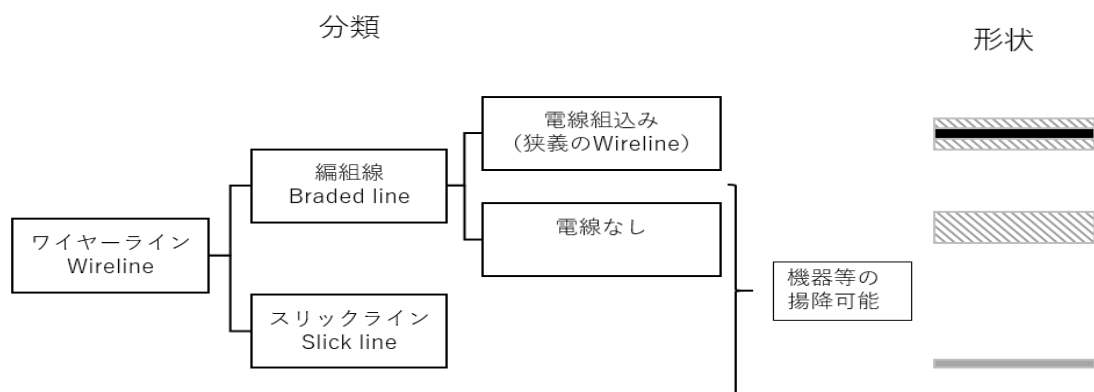 分類
形状
電線組込み
（狭義のWireline）
編組線
Braded line
電線なし
ワイヤーライン
Wireline
機器等の
揚降可能
スリックライン
Slick line